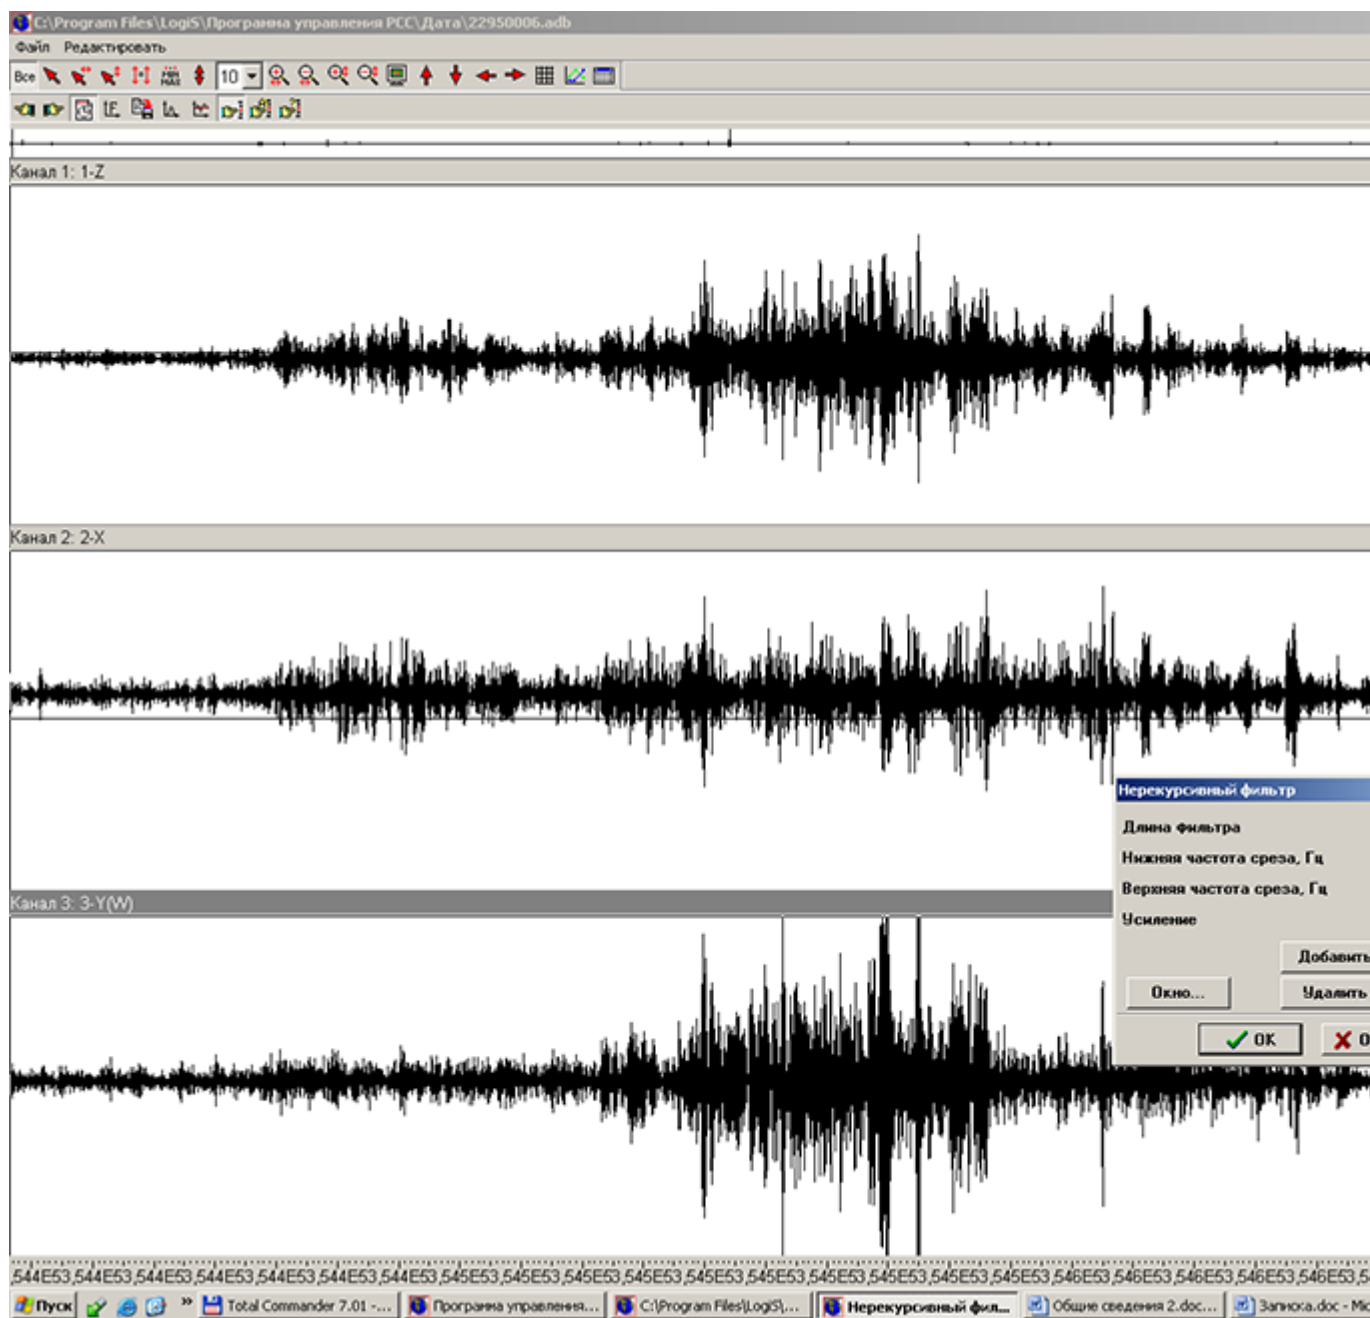 C:\Program Files\LogiS\Программа управления РСС\Дата\22950006.adb
Файл Редактировать
Все 10
Канал 1: 1-Z
Канал 2: 2-X
Нерекурсивный фильтр
Длина фильтра
Нижняя частота среза, Гц
Верхняя частота среза, Гц
Усиление
Добавить
Окно... Удалить
OK О
Канал 3: 3-Y(W)
,544E53,544E53,544E53,544E53,544E53,544E53,544E53,545E53,545E53,545E53,545E53,545E53,545E53,545E53,545E53,545E53,546E53,546E53,546E53,546E53,546E53,5
Пуск » Total Commander 7.01 -... Программа управления... C:\Program Files\LogiS\... Нерекурсивный фил... Общие сведения 2.doc... Записка.doc - Mic